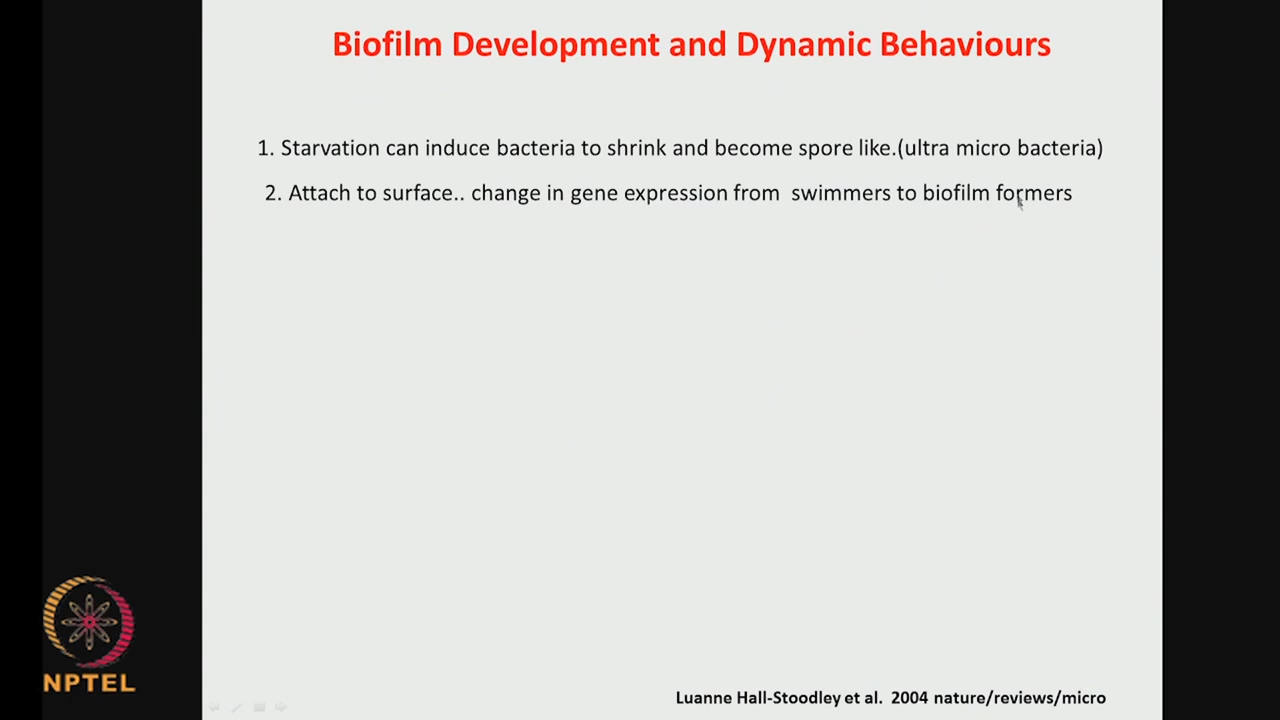 Biofilm Development and Dynamic Behaviours
1. Starvation can induce bacteria to shrink and become spore like.(ultra micro bacteria)
2. Attach to surface.. change in gene expression from swimmers to biofilm formers
NPTEL
Luanne Hall-Stoodley et al. 2004 nature/reviews/micro